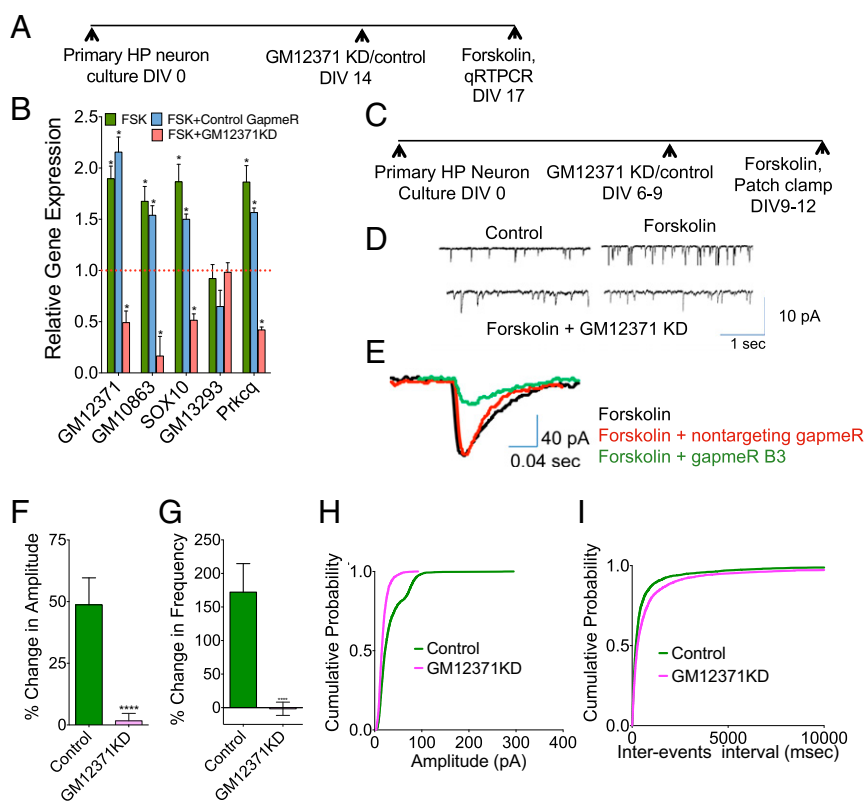 A
Primary HP neuron
culture DIV 0
GM12371 KD/control
DIV 14
Forskolin,
qRTPCR
DIV 17
B
FSK
FSK+Control GapmeR
FSK+GM12371KD
Relative Gene Expression
2.5
2.0
1.5
1.0
0.5
0.0
* * * * * * * * * * * *
GM12371
GM10863
SOX10
GM13293
Prkcq
C
Primary HP Neuron
Culture DIV 0
GM12371 KD/control
DIV 6-9
Forskolin,
Patch clamp
DIV9-12
D
Control
Forskolin
Forskolin + GM12371 KD
10 pA
1 sec
E
40 pA
0.04 sec
Forskolin
Forskolin + nontargeting gapmeR
Forskolin + gapmeR B3
F
% Change in Amplitude
75
50
25
0
****
Control
GM12371KD
G
% Change in Frequency
250
200
150
100
50
0
****
Control
GM12371KD
H
Cumulative Probability
1.0
0.5
0.0
Control
GM12371KD
0 100 200 300 400
Amplitude (pA)
I
Cumulative Probability
1.0
0.5
0.0
Control
GM12371KD
0 5000 10000
Inter-events interval (msec)